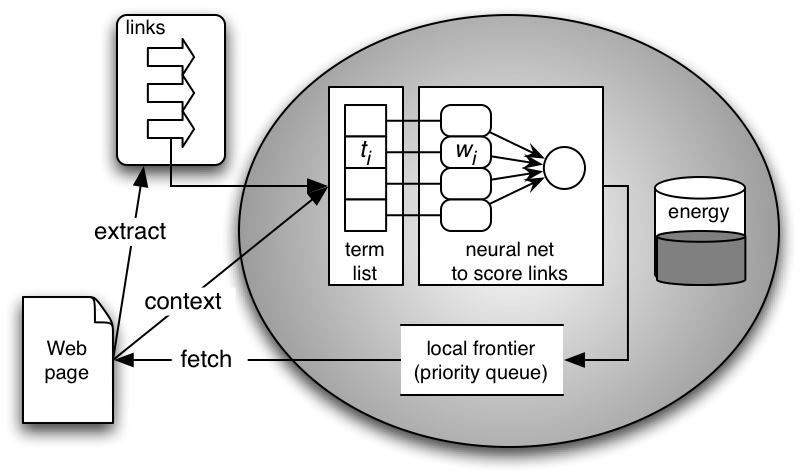 links
t_i
w_i
energy
term
list
neural net
to score links
extract
context
Web
page
fetch
local frontier
(priority queue)